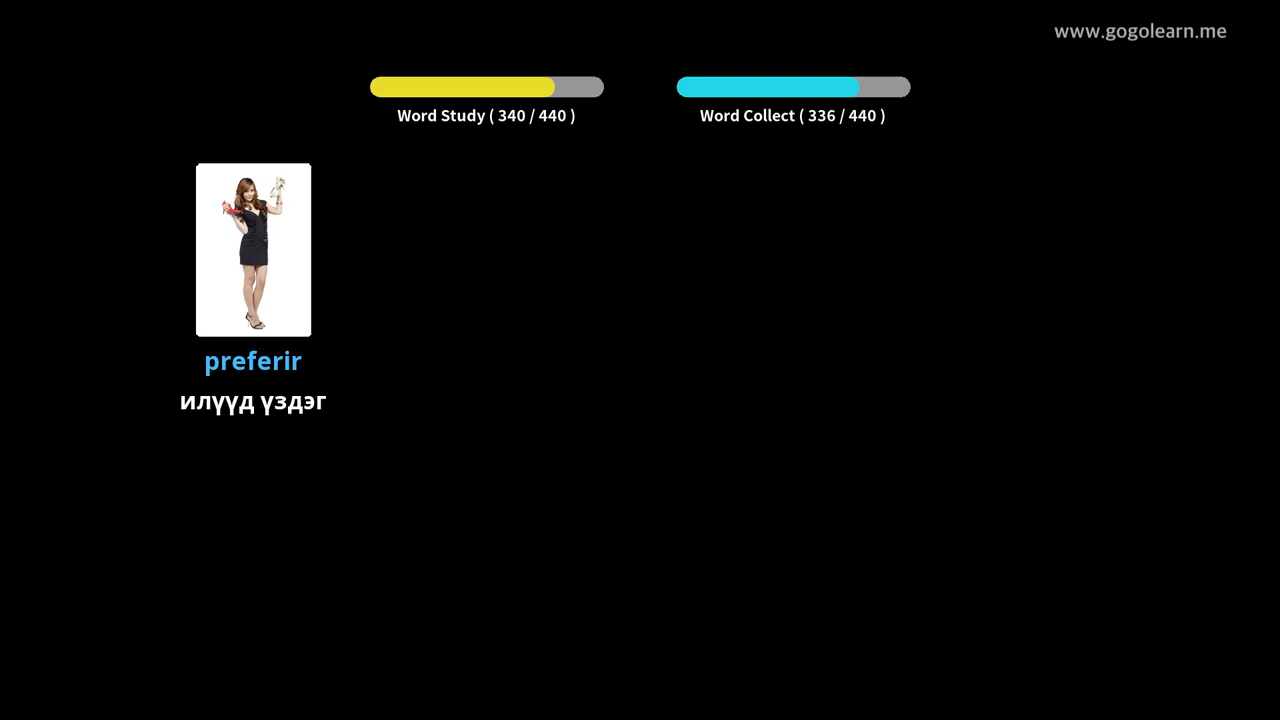 www.gogolearn.me
Word Study ( 340 / 440 )
Word Collect ( 336 / 440 )
preferir
илүүд үздэг